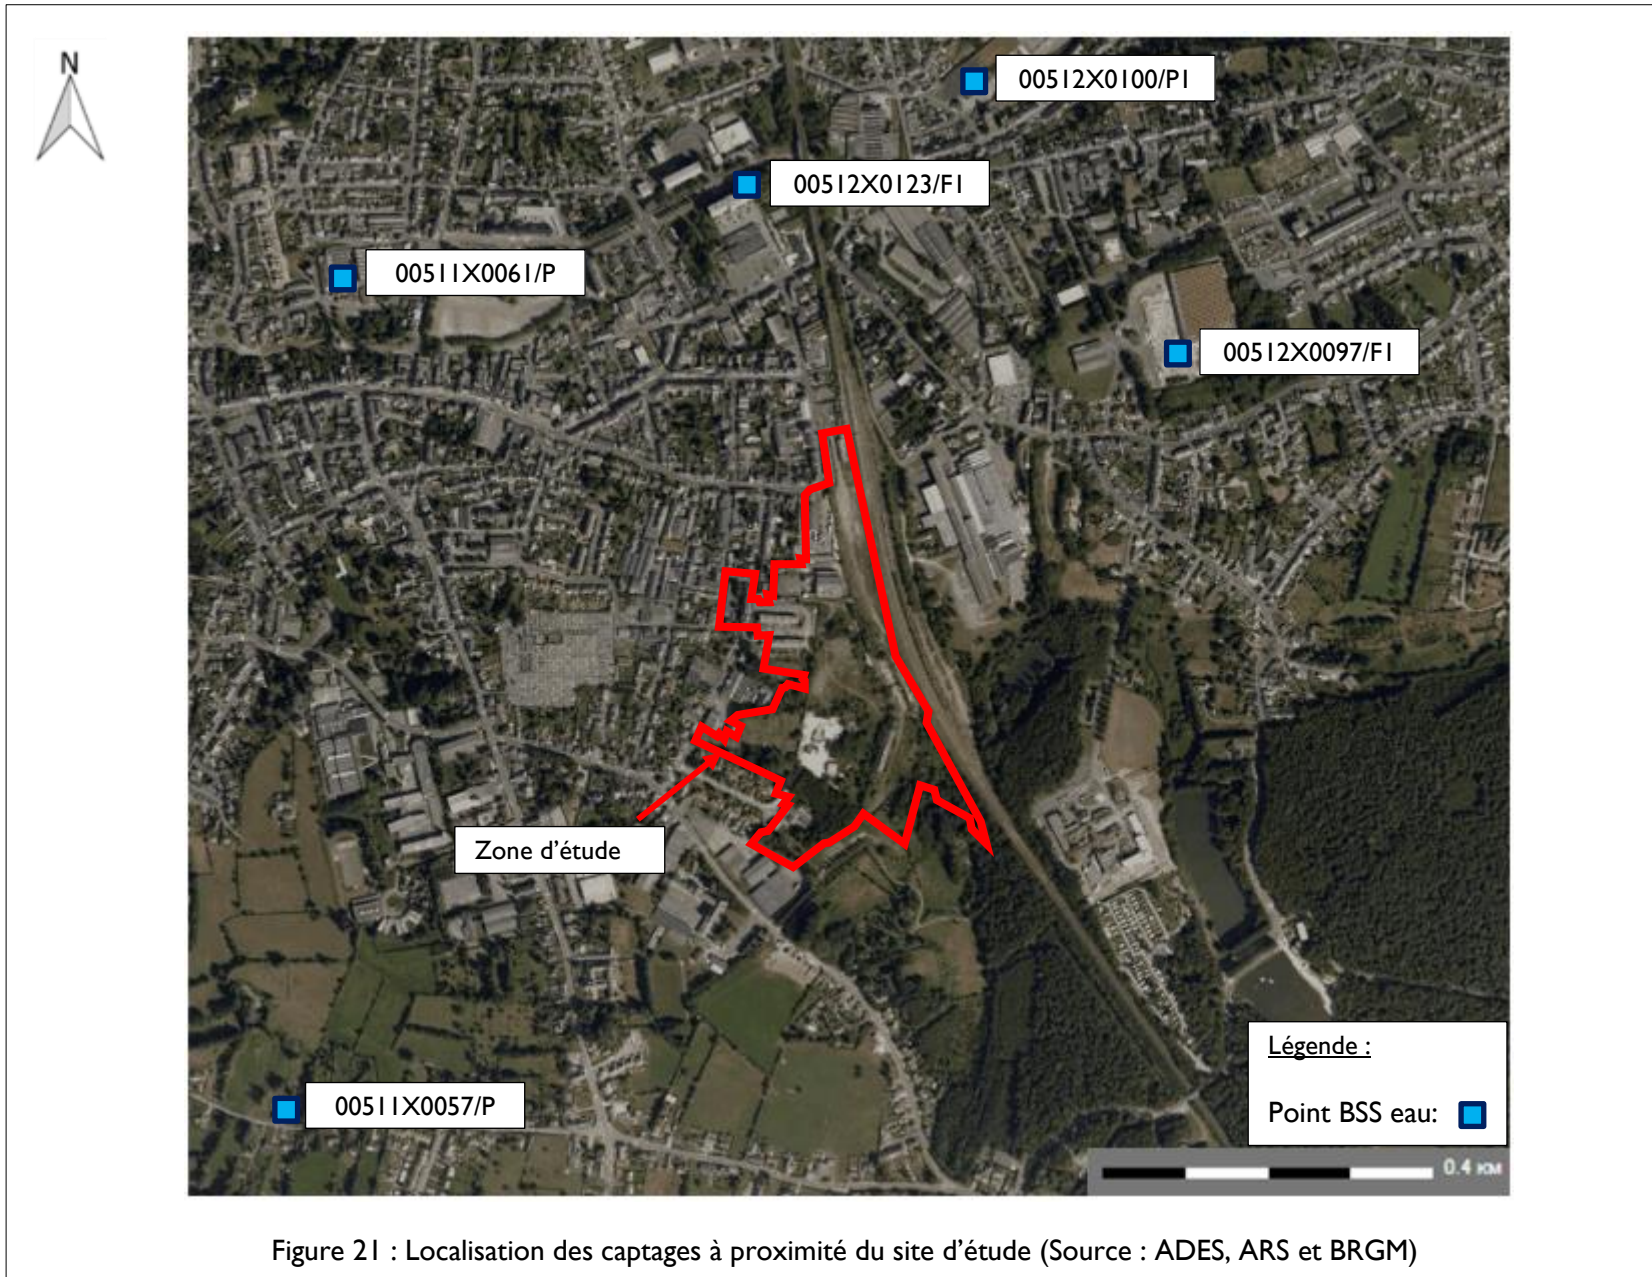 N
00512X0100/P1
00512X0123/F1
00511X0061/P
00512X0097/F1
Zone d'étude
00511X0057/P
Légende :
Point BSS eau:
0.4 KM
Figure 21 : Localisation des captages à proximité du site d'étude (Source : ADES, ARS et BRGM)